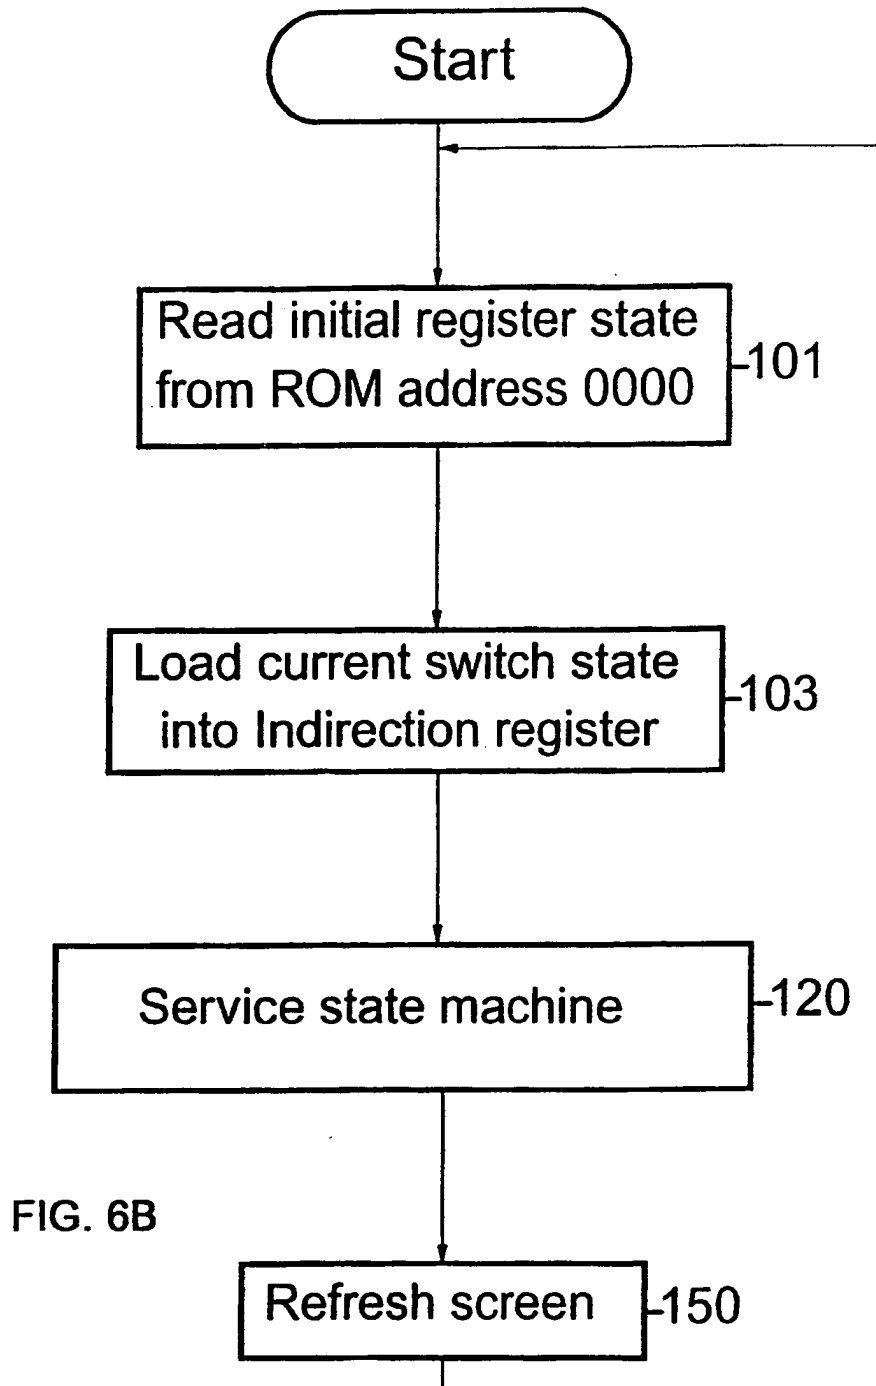 Start
Read initial register state
from ROM address 0000
101
Load current switch state
into Indirection register
103
Service state machine
120
FIG. 6B
Refresh screen
150